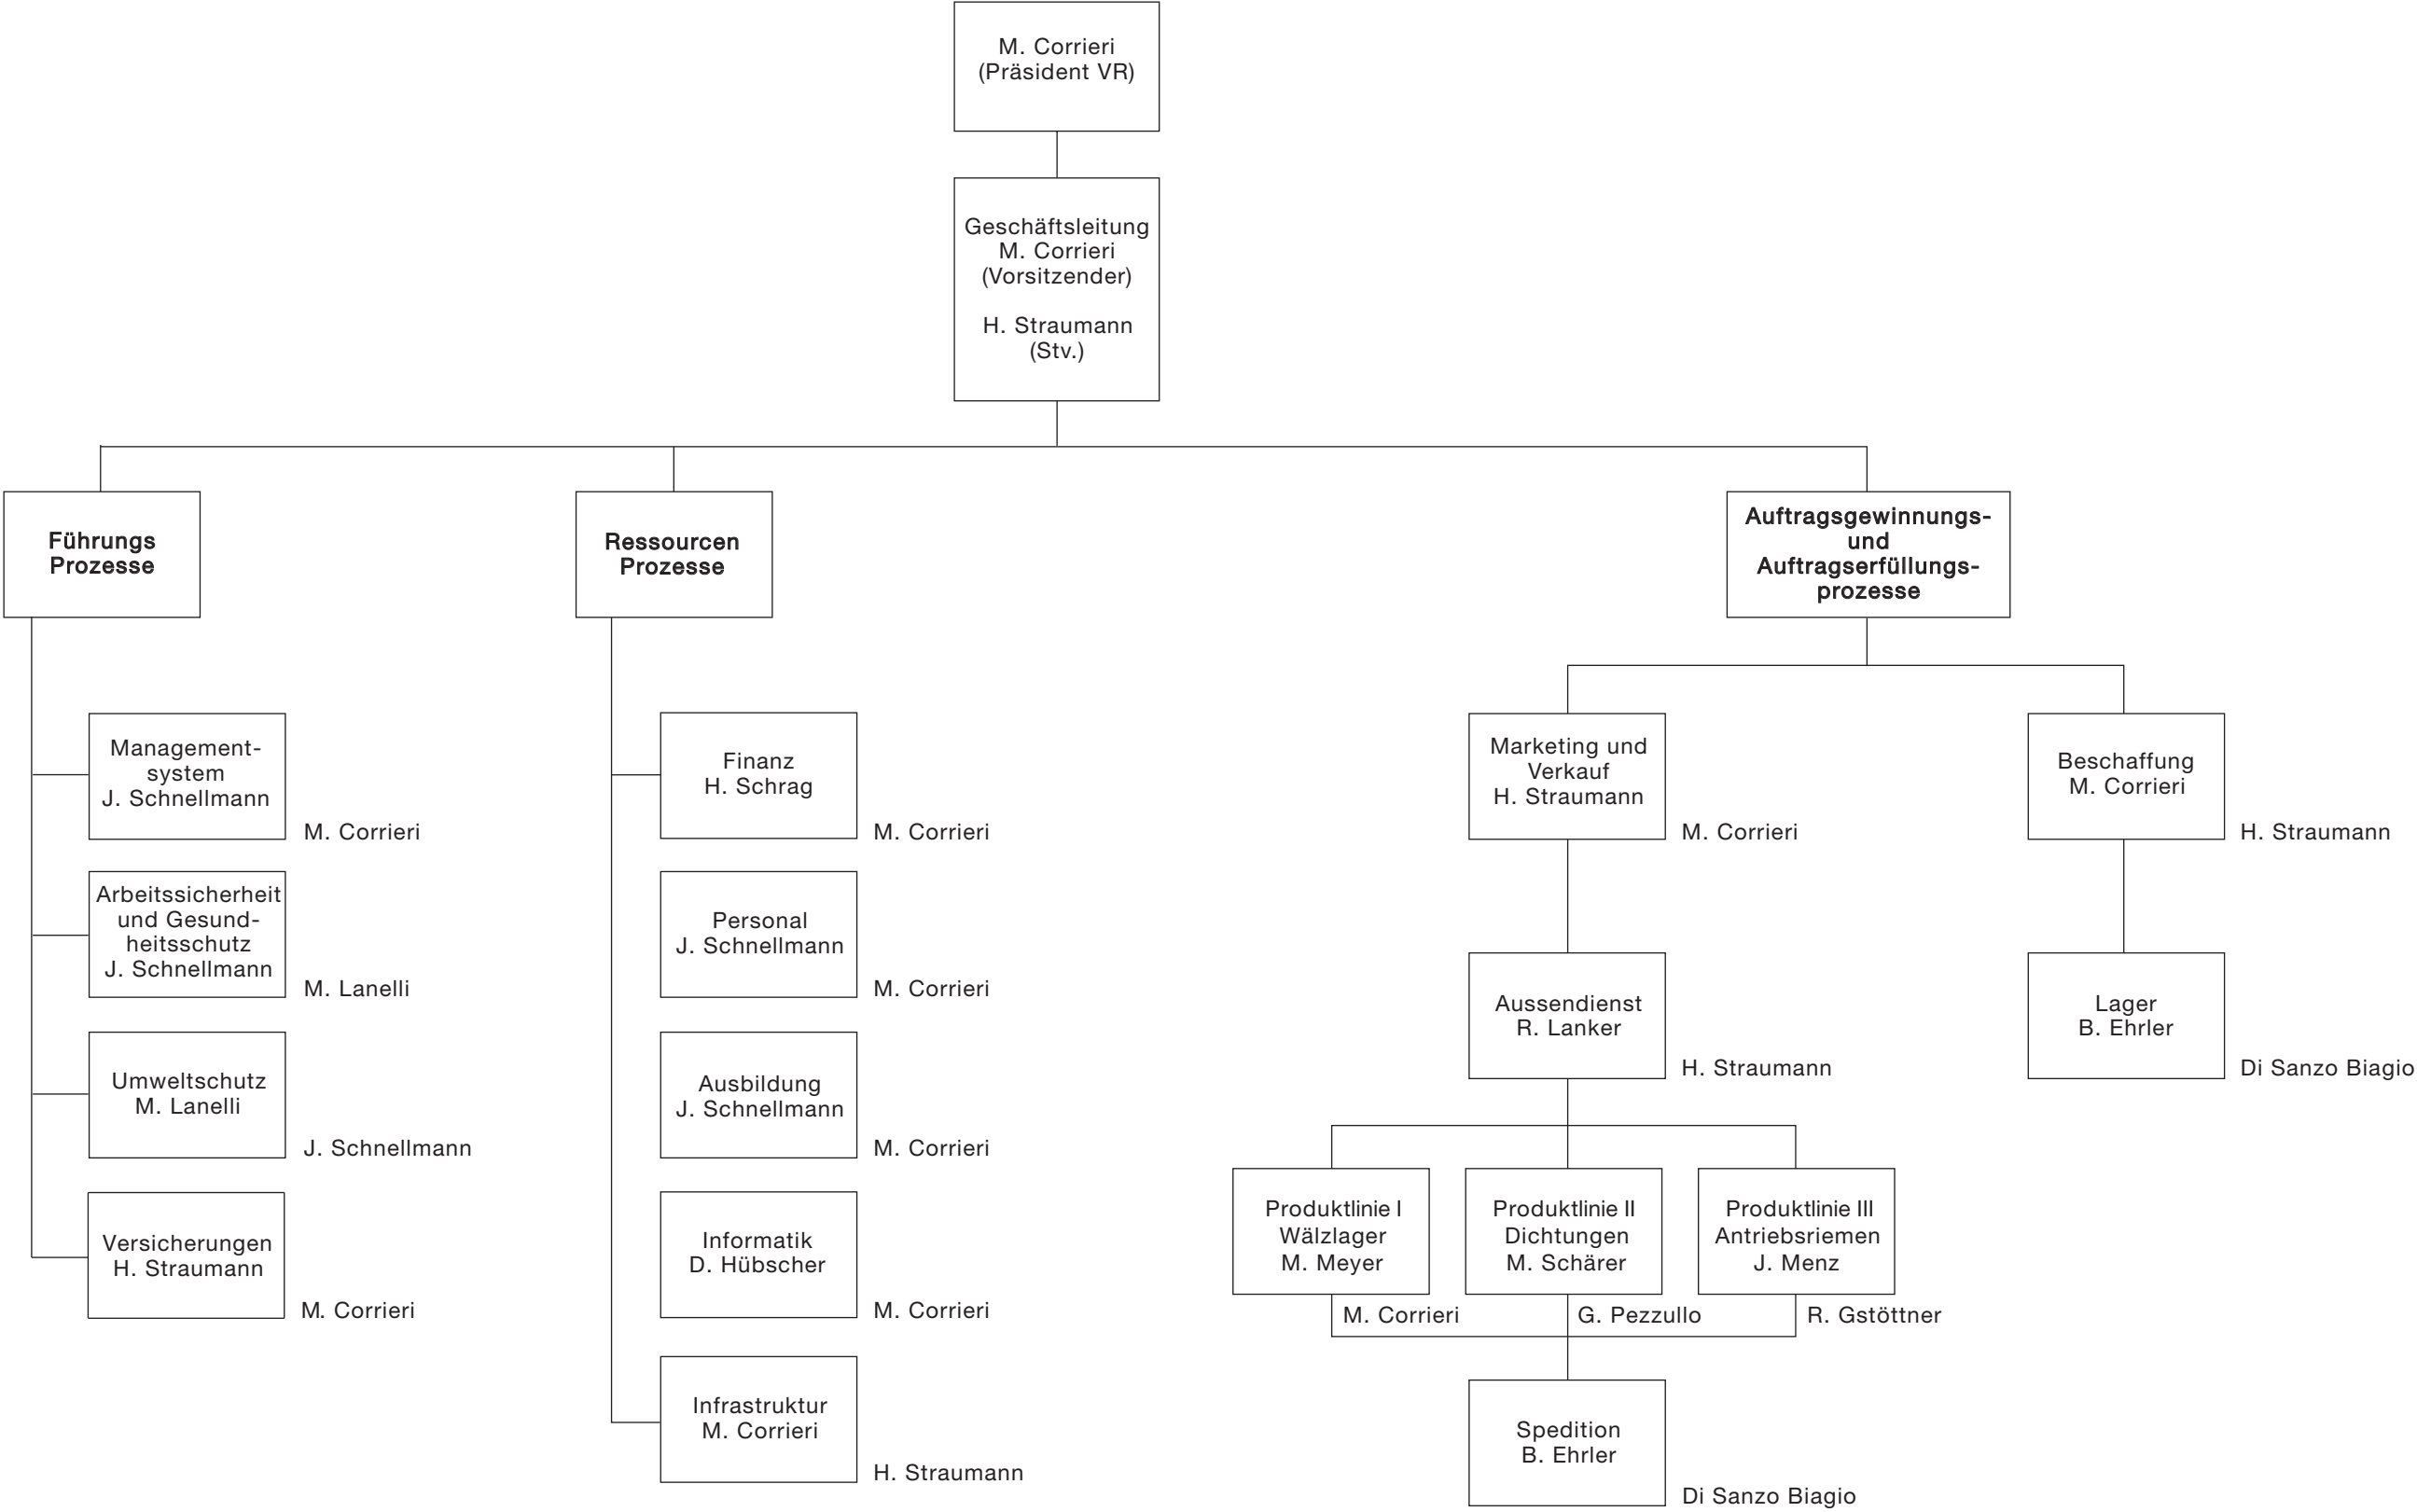 M. Corrieri
(Präsident VR)
Geschäftsleitung
M. Corrieri
(Vorsitzender)
H. Straumann
(Stv.)
Führungs
Prozesse
Ressourcen
Prozesse
Auftragsgewinnungs-
und
Auftragserfüllungs-
prozesse
Management-
system
J. Schnellmann
M. Corrieri
Arbeitssicherheit
und Gesund-
heitsschutz
J. Schnellmann
M. Lanelli
Umweltschutz
M. Lanelli
J. Schnellmann
Versicherungen
H. Straumann
M. Corrieri
Finanz
H. Schrag
M. Corrieri
Personal
J. Schnellmann
M. Corrieri
Ausbildung
J. Schnellmann
M. Corrieri
Informatik
D. Hübscher
M. Corrieri
Infrastruktur
M. Corrieri
H. Straumann
Marketing und
Verkauf
H. Straumann
M. Corrieri
Aussendienst
R. Lanker
H. Straumann
Produktlinie I
Wälzlager
M. Meyer
M. Corrieri
Produktlinie II
Dichtungen
M. Schärer
G. Pezzullo
Produktlinie III
Antriebsriemen
J. Menz
R. Gstöttner
Spedition
B. Ehrler
Di Sanzo Biagio
Beschaffung
M. Corrieri
H. Straumann
Lager
B. Ehrler
Di Sanzo Biagio